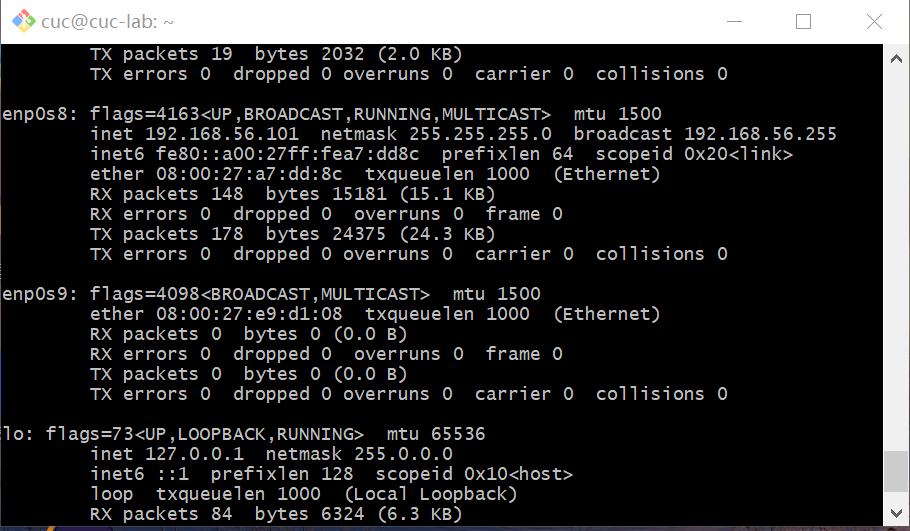 cuc@cuc-lab: ~
TX packets 19  bytes 2032 (2.0 KB)
TX errors 0  dropped 0 overruns 0  carrier 0  collisions 0
enp0s8: flags=4163<UP,BROADCAST,RUNNING,MULTICAST>  mtu 1500
inet 192.168.56.101  netmask 255.255.255.0  broadcast 192.168.56.255
inet6 fe80::a00:27ff:fea7:dd8c  prefixlen 64  scopeid 0x20<link>
ether 08:00:27:a7:dd:8c  txqueuelen 1000  (Ethernet)
RX packets 148  bytes 15181 (15.1 KB)
RX errors 0  dropped 0  overruns 0  frame 0
TX packets 178  bytes 24375 (24.3 KB)
TX errors 0  dropped 0 overruns 0  carrier 0  collisions 0
enp0s9: flags=4098<BROADCAST,MULTICAST>  mtu 1500
ether 08:00:27:e9:d1:08  txqueuelen 1000  (Ethernet)
RX packets 0  bytes 0 (0.0 B)
RX errors 0  dropped 0  overruns 0  frame 0
TX packets 0  bytes 0 (0.0 B)
TX errors 0  dropped 0 overruns 0  carrier 0  collisions 0
lo: flags=73<UP,LOOPBACK,RUNNING>  mtu 65536
inet 127.0.0.1  netmask 255.0.0.0
inet6 ::1  prefixlen 128  scopeid 0x10<host>
loop  txqueuelen 1000  (Local Loopback)
RX packets 84  bytes 6324 (6.3 KB)